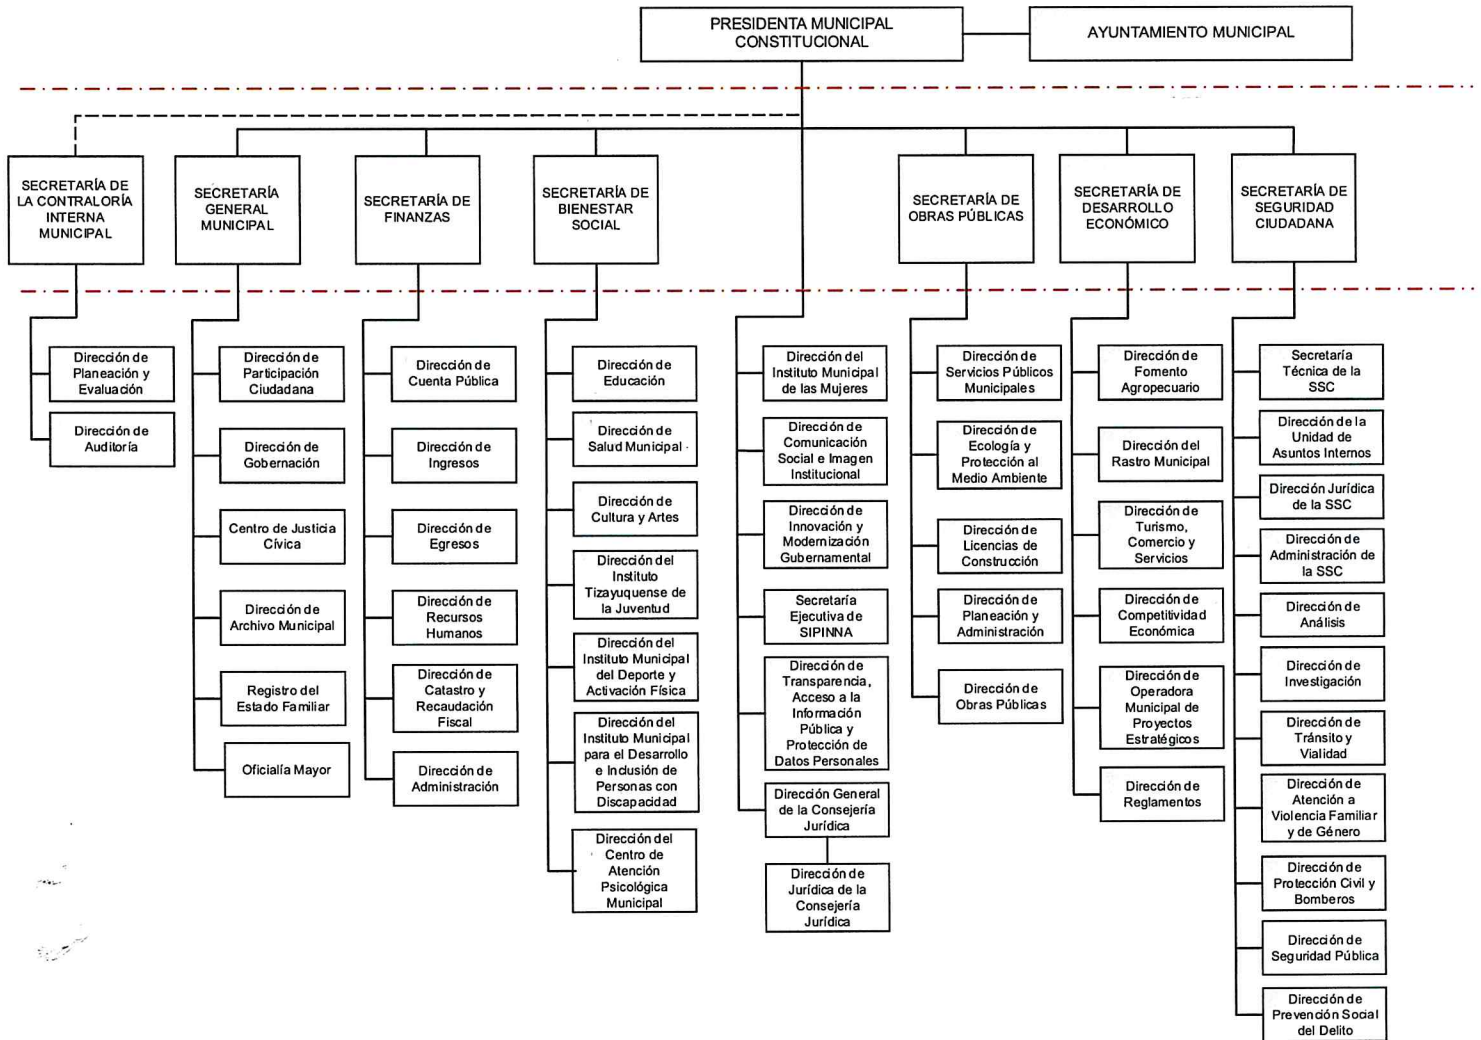 PRESIDENTA MUNICIPAL
CONSTITUCIONAL
AYUNTAMIENTO MUNICIPAL
SECRETARÍA DE
LA CONTRALORÍA
INTERNA
MUNICIPAL
SECRETARÍA
GENERAL
MUNICIPAL
SECRETARÍA DE
FINANZAS
SECRETARÍA DE
BIENESTAR
SOCIAL
SECRETARÍA DE
OBRAS PÚBLICAS
SECRETARÍA DE
DESARROLLO
ECONÓMICO
SECRETARÍA DE
SEGURIDAD
CIUDADANA
Dirección de
Planeación y
Evaluación
Dirección de
Auditoría
Dirección de
Participación
Ciudadana
Dirección de
Gobernación
Centro de Justicia
Cívica
Dirección de
Archivo Municipal
Registro del
Estado Familiar
Oficialía Mayor
Dirección de
Cuenta Pública
Dirección de
Ingresos
Dirección de
Egresos
Dirección de
Recursos
Humanos
Dirección de
Catastro y
Recaudación
Fiscal
Dirección de
Administración
Dirección de
Educación
Dirección de
Salud Municipal
Dirección de
Cultura y Artes
Dirección del
Instituto
Tizayuquense de
la Juventud
Dirección del
Instituto Municipal
del Deporte y
Activación Física
Dirección del
Instituto Municipal
para el Desarrollo
e Inclusión de
Personas con
Discapacidad
Dirección del
Centro de
Atención
Psicológica
Municipal
Dirección del
Instituto Municipal
de las Mujeres
Dirección de
Comunicación
Social e Imagen
Institucional
Dirección de
Innovación y
Modernización
Gubernamental
Secretaría
Ejecutiva de
SIPINNA
Dirección de
Transparencia,
Acceso a la
Información
Pública y
Protección de
Datos Personales
Dirección General
de la Consejería
Jurídica
Dirección de
Jurídica de la
Consejería
Jurídica
Dirección de
Servicios Públicos
Municipales
Dirección de
Ecología y
Protección al
Medio Ambiente
Dirección de
Licencias de
Construcción
Dirección de
Planeación y
Administración
Dirección de
Obras Públicas
Dirección de
Fomento
Agropecuario
Dirección del
Rastro Municipal
Dirección de
Turismo,
Comercio y
Servicios
Dirección de
Competitividad
Económica
Dirección de
Operadora
Municipal de
Proyectos
Estratégicos
Dirección de
Reglamentos
Secretaría
Técnica de la
SSC
Dirección de la
Unidad de
Asuntos Internos
Dirección Jurídica
de la SSC
Dirección de
Administración de
la SSC
Dirección de
Análisis
Dirección de
Investigación
Dirección de
Tránsito y
Vialidad
Dirección de
Atención a
Violencia Familiar
y de Género
Dirección de
Protección Civil y
Bomberos
Dirección de
Seguridad Pública
Dirección de
Prevención Social
del Delito